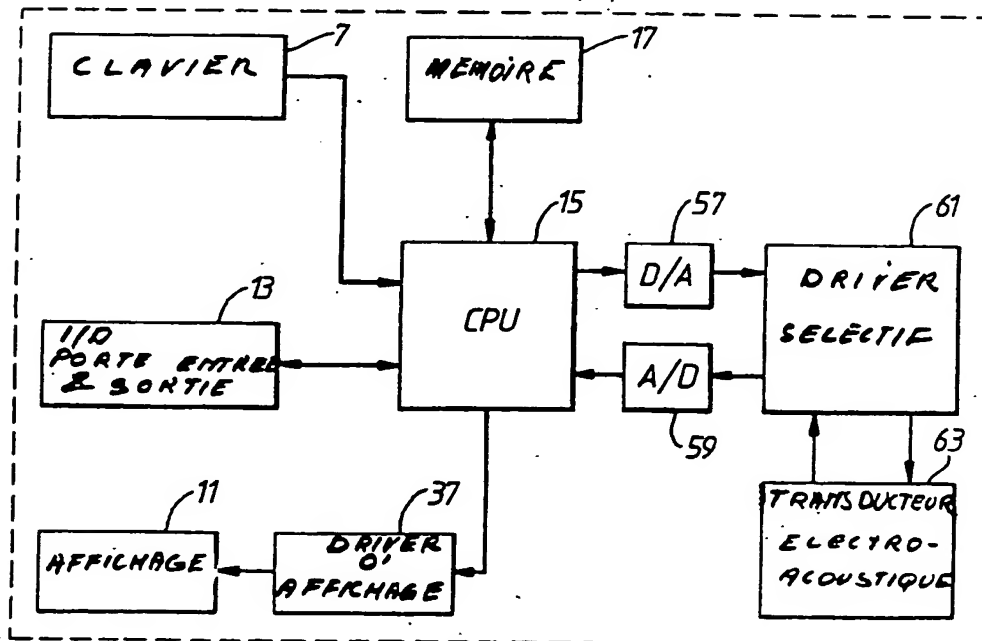 7
CLAVIER
17
MEMOIRE
15
CPU
57
D/A
61
DRIVER
SELECTIF
13
I/O
PORTE ENTREE
& SORTIE
A/D
59
63
TRANSDUCTEUR
ELECTRO-
ACOUSTIQUE
11
AFFICHAGE
37
DRIVER
D'
AFFICHAGE